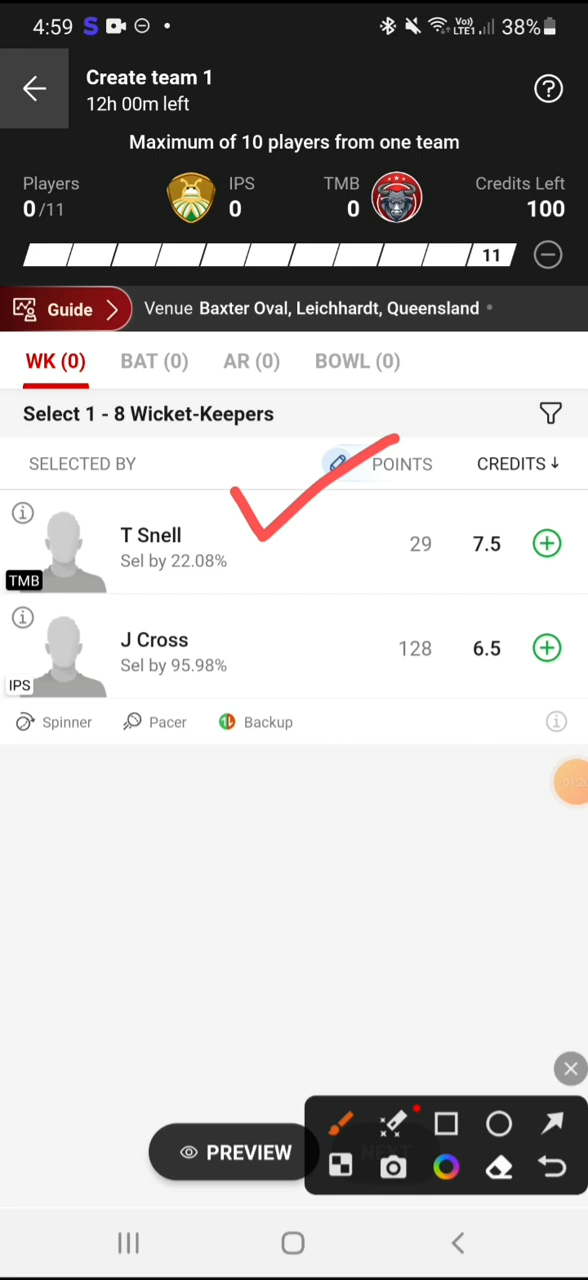 4:59 S Vo) LTE1 38%
Create team 1
12h 00m left
Maximum of 10 players from one team
Players IPS TMB Credits Left
0/11 0 0 100
11
Guide Venue Baxter Oval, Leichhardt, Queensland
WK (0) BAT (0) AR (0) BOWL (0)
Select 1 - 8 Wicket-Keepers
SELECTED BY POINTS CREDITS ↓
T Snell 29 7.5
Sel by 22.08%
TMB
J Cross 128 6.5
Sel by 95.98%
IPS
Spinner Pacer Backup
PREVIEW NEXT